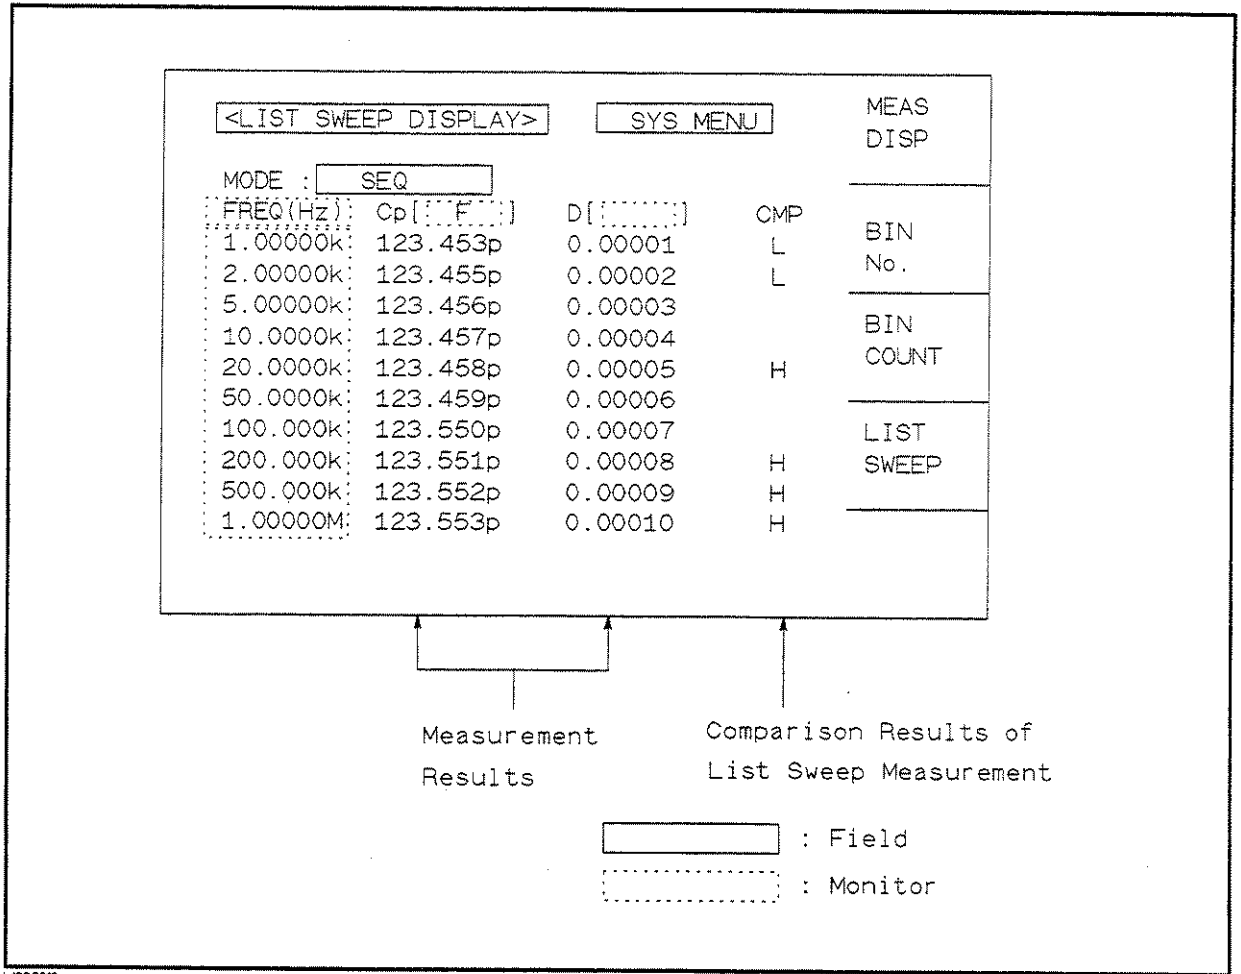 <LIST SWEEP DISPLAY> SYS MENU
MODE : SEQ
FREQ(Hz) Cp[ F ] D[ ] CMP
1.00000k 123.453p 0.00001 L
2.00000k 123.455p 0.00002 L
5.00000k 123.456p 0.00003
10.0000k 123.457p 0.00004
20.0000k 123.458p 0.00005 H
50.0000k 123.459p 0.00006
100.000k 123.550p 0.00007
200.000k 123.551p 0.00008 H
500.000k 123.552p 0.00009 H
1.00000M 123.553p 0.00010 H
MEAS
DISP
BIN
No.
BIN
COUNT
LIST
SWEEP
Measurement
Results
Comparison Results of
List Sweep Measurement
: Field
: Monitor